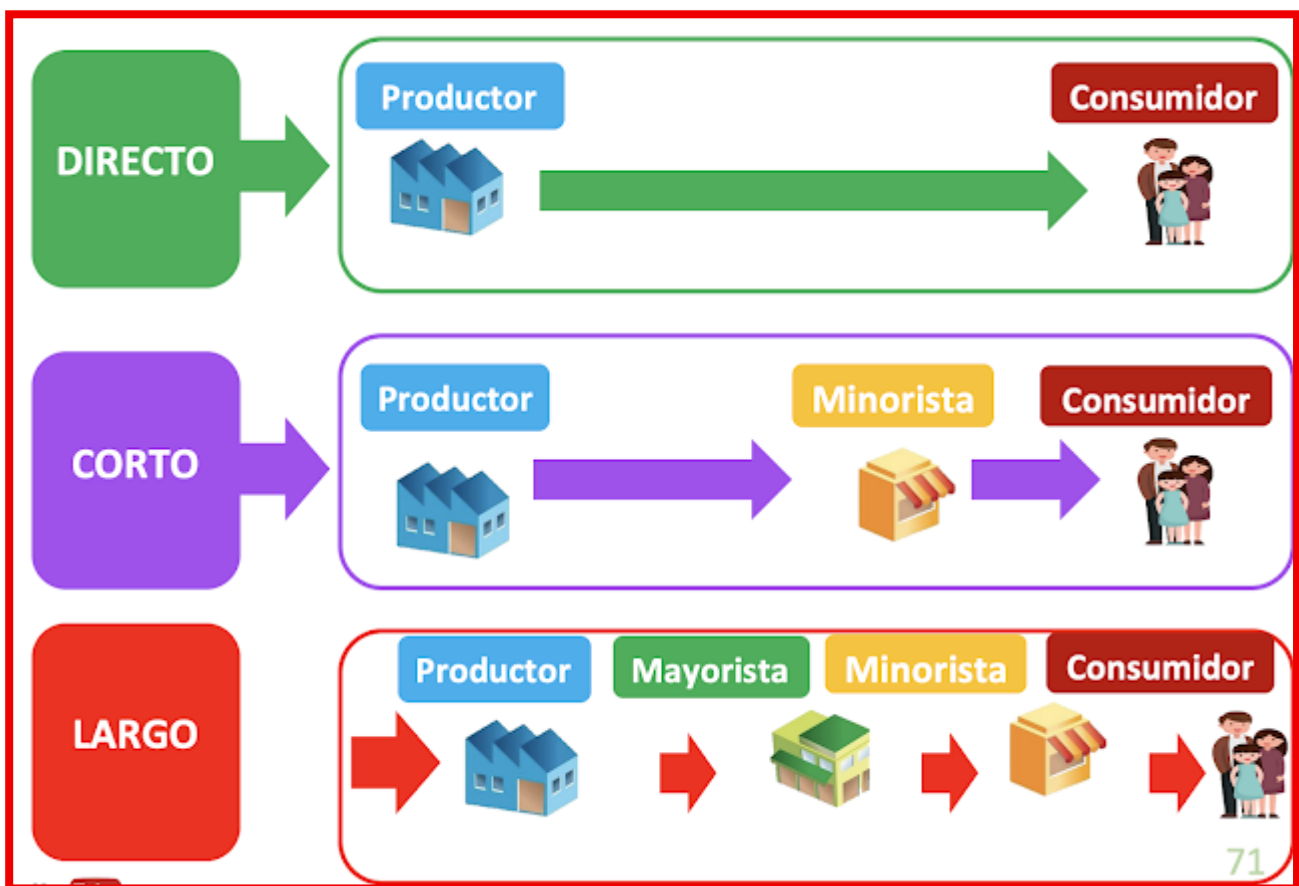 DIRECTO
Productor
Consumidor
CORTO
Productor
Minorista
Consumidor
LARGO
Productor
Mayorista
Minorista
Consumidor
71